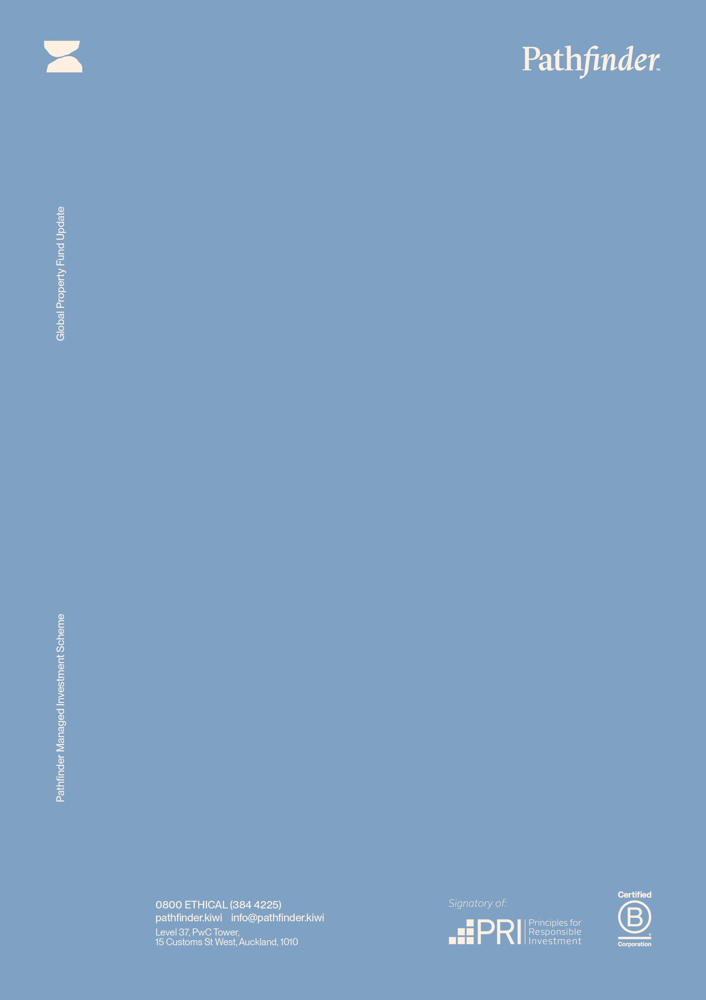 Pathfinder™
Global Property Fund Update
Pathfinder Managed Investment Scheme
0800 ETHICAL (384 4225)
pathfinder.kiwi info@pathfinder.kiwi
Level 37, PwC Tower,
15 Customs St West, Auckland, 1010
Signatory of:
PRI
Principles for
Responsible
Investment
Certified
B
®
Corporation